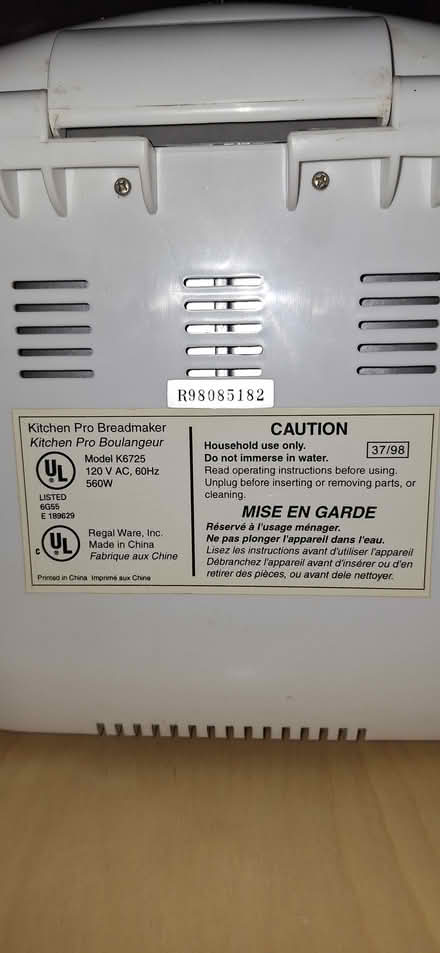 R98085182
Kitchen Pro Breadmaker
Kitchen Pro Boulangeur
UL
Model K6725
120 V AC, 60Hz
560W
LISTED
6G55
E 189629
c UL
Regal Ware, Inc.
Made in China
Fabrique aux Chine
Printed in China Imprimé aux Chine
CAUTION
Household use only.
Do not immerse in water.
37/98
Read operating instructions before using.
Unplug before inserting or removing parts, or
cleaning.
MISE EN GARDE
Réservé à l'usage ménager.
Ne pas plonger l'appareil dans l'eau.
Lisez les instructions avant d'utiliser l'appareil
Débranchez l'appareil avant d'insérer ou d'en
retirer des pièces, ou avant dele nettoyer.